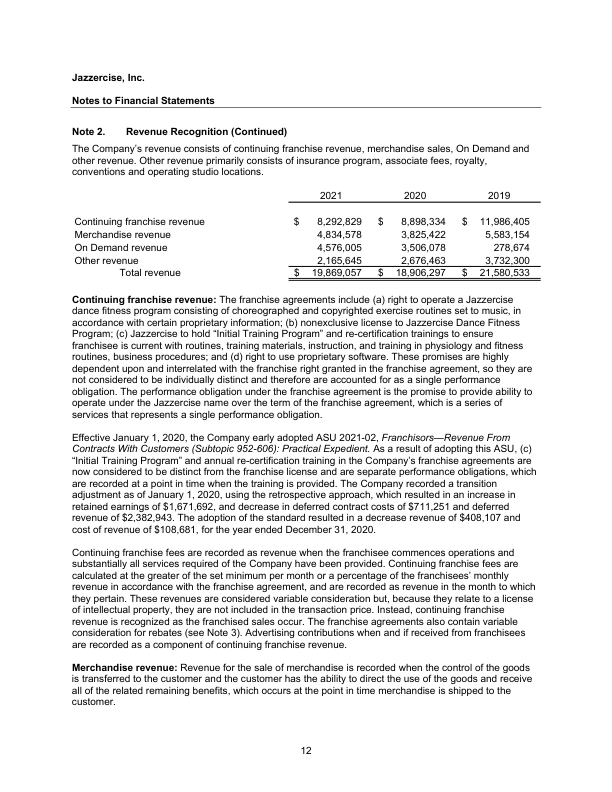 Jazzercise, Inc.
Notes to Financial Statements
Note 2. Revenue Recognition (Continued)
The Company's revenue consists of continuing franchise revenue, merchandise sales, On Demand and
other revenue. Other revenue primarily consists of insurance program, associate fees, royalty,
conventions and operating studio locations.
2021 2020 2019
Continuing franchise revenue $ 8,292,829 $ 8,898,334 $ 11,986,405
Merchandise revenue 4,834,578 3,825,422 5,583,154
On Demand revenue 4,576,005 3,506,078 278,674
Other revenue 2,165,645 2,676,463 3,732,300
Total revenue $ 19,869,057 $ 18,906,297 $ 21,580,533
Continuing franchise revenue: The franchise agreements include (a) right to operate a Jazzercise
dance fitness program consisting of choreographed and copyrighted exercise routines set to music, in
accordance with certain proprietary information; (b) nonexclusive license to Jazzercise Dance Fitness
Program; (c) Jazzercise to hold "Initial Training Program" and re-certification trainings to ensure
franchisee is current with routines, training materials, instruction, and training in physiology and fitness
routines, business procedures; and (d) right to use proprietary software. These promises are highly
dependent upon and interrelated with the franchise right granted in the franchise agreement, so they are
not considered to be individually distinct and therefore are accounted for as a single performance
obligation. The performance obligation under the franchise agreement is the promise to provide ability to
operate under the Jazzercise name over the term of the franchise agreement, which is a series of
services that represents a single performance obligation.
Effective January 1, 2020, the Company early adopted ASU 2021-02, Franchisors—Revenue From
Contracts With Customers (Subtopic 952-606): Practical Expedient. As a result of adopting this ASU, (c)
"Initial Training Program" and annual re-certification training in the Company's franchise agreements are
now considered to be distinct from the franchise license and are separate performance obligations, which
are recorded at a point in time when the training is provided. The Company recorded a transition
adjustment as of January 1, 2020, using the retrospective approach, which resulted in an increase in
retained earnings of $1,671,692, and decrease in deferred contract costs of $711,251 and deferred
revenue of $2,382,943. The adoption of the standard resulted in a decrease revenue of $408,107 and
cost of revenue of $108,681, for the year ended December 31, 2020.
Continuing franchise fees are recorded as revenue when the franchisee commences operations and
substantially all services required of the Company have been provided. Continuing franchise fees are
calculated at the greater of the set minimum per month or a percentage of the franchisees' monthly
revenue in accordance with the franchise agreement, and are recorded as revenue in the month to which
they pertain. These revenues are considered variable consideration but, because they relate to a license
of intellectual property, they are not included in the transaction price. Instead, continuing franchise
revenue is recognized as the franchised sales occur. The franchise agreements also contain variable
consideration for rebates (see Note 3). Advertising contributions when and if received from franchisees
are recorded as a component of continuing franchise revenue.
Merchandise revenue: Revenue for the sale of merchandise is recorded when the control of the goods
is transferred to the customer and the customer has the ability to direct the use of the goods and receive
all of the related remaining benefits, which occurs at the point in time merchandise is shipped to the
customer.
12